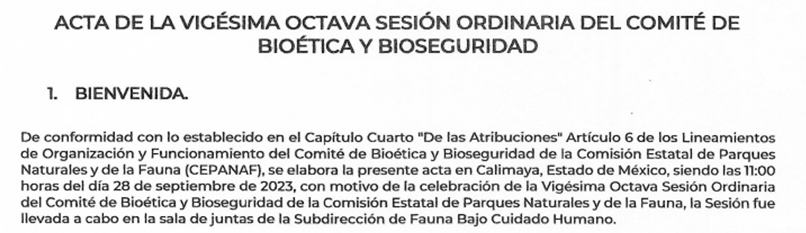 ACTA DE LA VIGÉSIMA OCTAVA SESIÓN ORDINARIA DEL COMITÉ DE
BIOÉTICA Y BIOSEGURIDAD
1. BIENVENIDA.
De conformidad con lo establecido en el Capítulo Cuarto "De las Atribuciones" Artículo 6 de los Lineamientos
de Organización y Funcionamiento del Comité de Bioética y Bioseguridad de la Comisión Estatal de Parques
Naturales y de la Fauna (CEPANAF), se elabora la presente acta en Calimaya, Estado de México, siendo las 11:00
horas del día 28 de septiembre de 2023, con motivo de la celebración de la Vigésima Octava Sesión Ordinaria
del Comité de Bioética y Bioseguridad de la Comisión Estatal de Parques Naturales y de la Fauna, la Sesión fue
llevada a cabo en la sala de juntas de la Subdirección de Fauna Bajo Cuidado Humano.